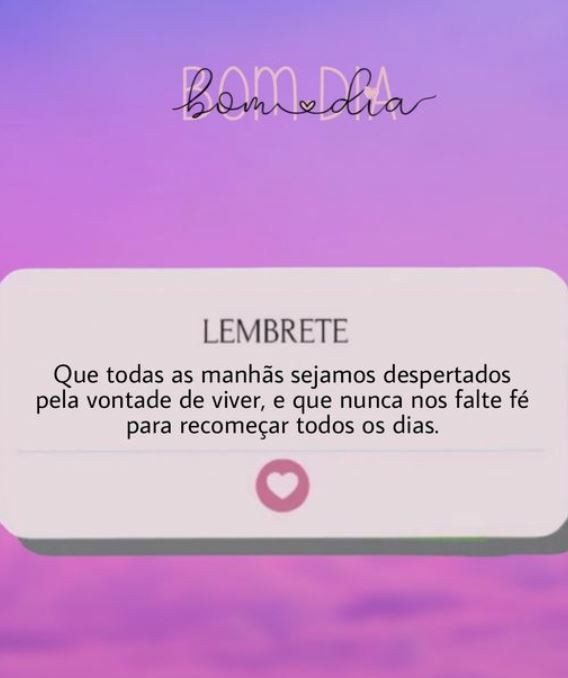 BOM DIA
bom dia
LEMBRETE
Que todas as manhãs sejamos despertados
pela vontade de viver, e que nunca nos falte fé
para recomeçar todos os dias.